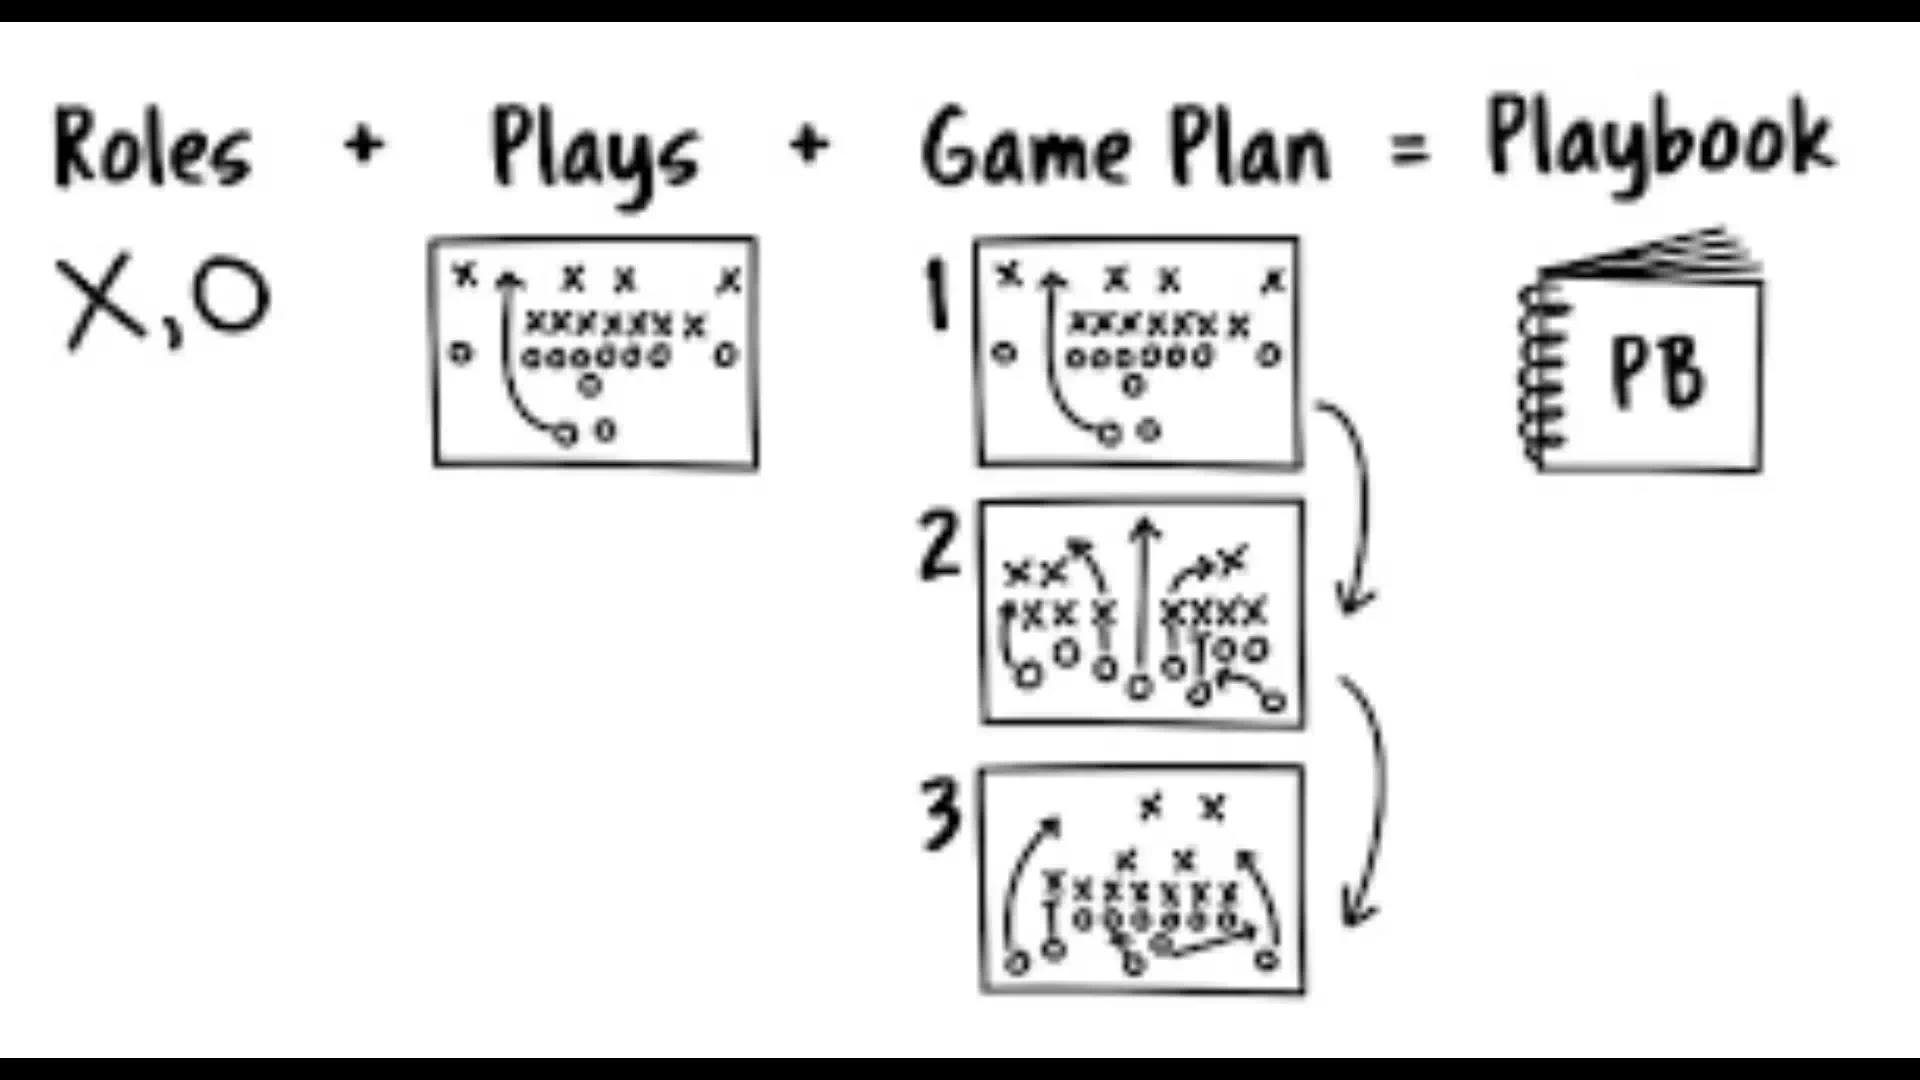 Roles + Plays + Game Plan = Playbook
X,O
1
PB
2
3